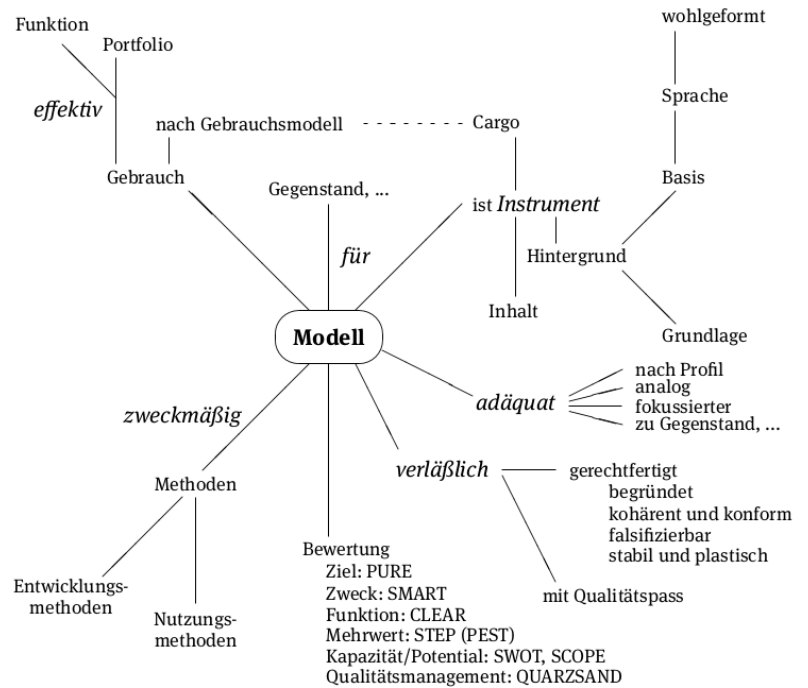 Funktion
Portfolio
effektiv
nach Gebrauchsmodell
Gebrauch
Gegenstand, ...
für
Cargo
ist Instrument
Hintergrund
Inhalt
wohlgeformt
Sprache
Basis
Grundlage
Modell
adäquat
nach Profil
analog
fokussierter
zu Gegenstand, ...
verläßlich
gerechtfertigt
begründet
kohärent und konform
falsifizierbar
stabil und plastisch
mit Qualitätspass
zweckmäßig
Methoden
Entwicklungs-
methoden
Nutzungs-
methoden
Bewertung
Ziel: PURE
Zweck: SMART
Funktion: CLEAR
Mehrwert: STEP (PEST)
Kapazität/Potential: SWOT, SCOPE
Qualitätsmanagement: QUARZSAND